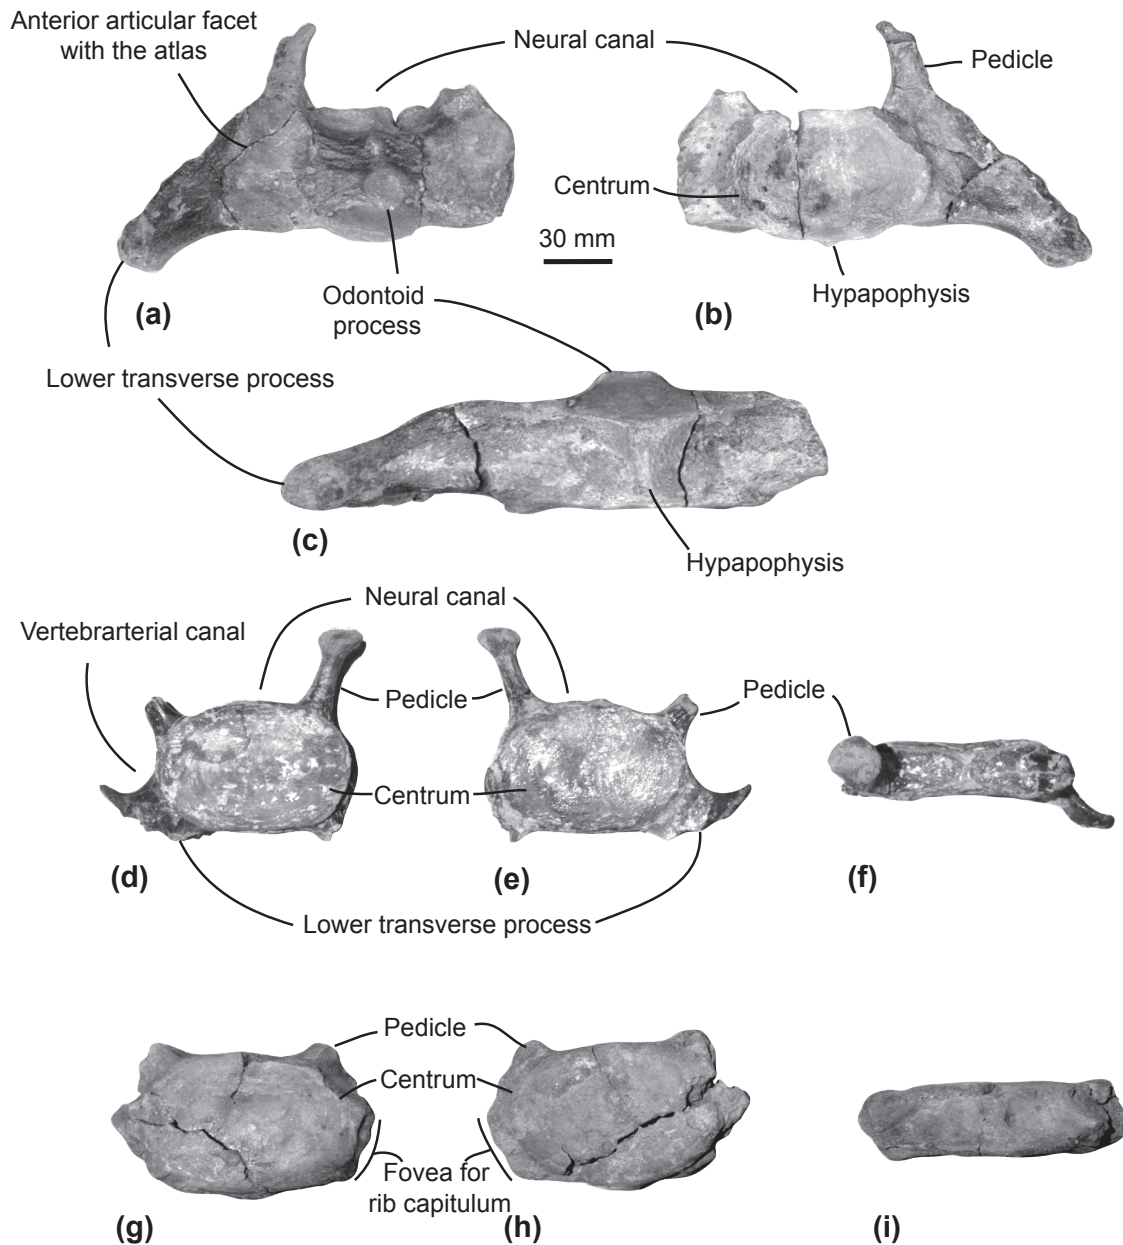 Anterior articular facet
with the atlas
Neural canal
Pedicle
Centrum
30 mm
Hypapophysis
(a)
Odontoid
process
(b)
Lower transverse process
(c)
Hypapophysis
Neural canal
Vertebrarterial canal
Pedicle
Pedicle
Centrum
(d)
(e)
(f)
Lower transverse process
Pedicle
Centrum
Fovea for
rib capitulum
(g)
(h)
(i)